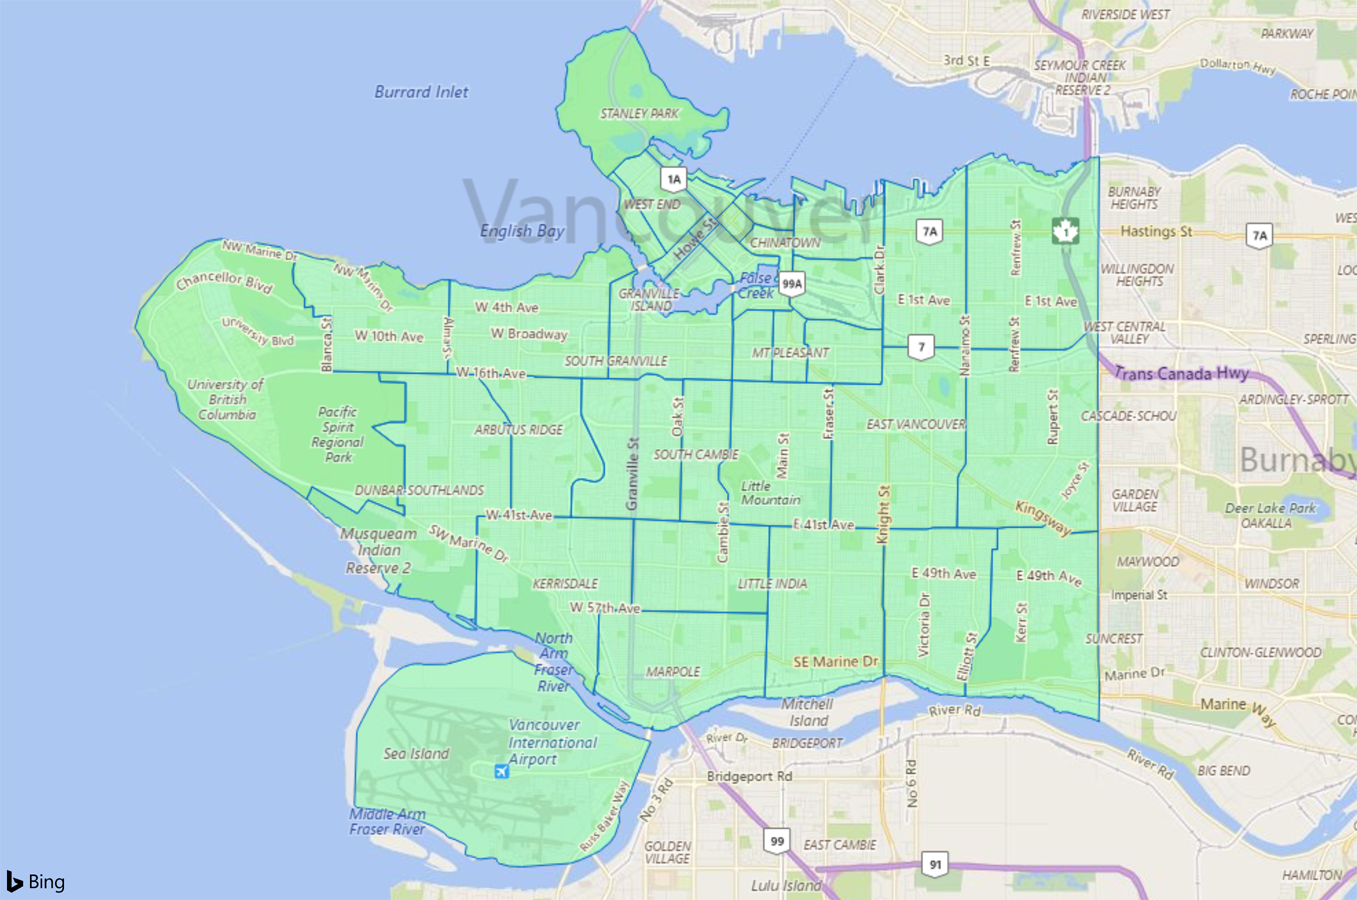 RIVERSIDE WEST
PARKWAY
3rd St E
SEYMOUR CREEK
INDIAN
RESERVE 2
Dollarton Hwy
ROCHE POIN
Burrard Inlet
STANLEY PARK
1A
WEST END
Vancouver
English Bay
Howe St
CHINATOWN
7A
BURNABY
HEIGHTS
Hastings St
7A
WES
1
Renfrew St
NW Marine Dr
Chancellor Blvd
NW Marine Dr
False
Creek
99A
Clark Dr
WILLINGDON
HEIGHTS
LOC
GRANVILLE
ISLAND
E 1st Ave
E 1st Ave
W 4th Ave
University Blvd
Blanca St
W 10th Ave
Alma St
W Broadway
SOUTH GRANVILLE
MT PLEASANT
7
Nanaimo St
Renfrew St
WEST CENTRAL
VALLEY
SPERLING
W 16th Ave
Trans Canada Hwy
University of
British
Columbia
Pacific
Spirit
Regional
Park
ARBUTUS RIDGE
Granville St
Oak St
SOUTH CAMBIE
Main St
Fraser St
EAST VANCOUVER
Rupert St
CASCADE-SCHOU
ARDINGLEY-SPROTT
Burnaby
Little
Mountain
Joyce St
DUNBAR-SOUTHLANDS
GARDEN
VILLAGE
Deer Lake Park
OAKALLA
W 41st Ave
Cambie St
E 41st Ave
Knight St
Kingsway
Musqueam
Indian
Reserve 2
SW Marine Dr
MAYWOOD
KERRISDALE
LITTLE INDIA
E 49th Ave
E 49th Ave
WINDSOR
Imperial St
W 57th Ave
Victoria Dr
Elliott St
Kerr St
SUNCREST
CLINTON-GLENWOOD
North
Arm
Fraser
River
MARPOLE
SE Marine Dr
Marine Dr
Marine Way
Mitchell
Island
River Rd
Vancouver
International
Airport
Sea Island
River Dr
BRIDGEPORT
Bridgeport Rd
No 6 Rd
River Rd
BIG BEND
Middle Arm
Fraser River
Russ Baker Way
No 3 Rd
99
EAST CAMBIE
GOLDEN
VILLAGE
91
Lulu Island
HAMILTON
Bing